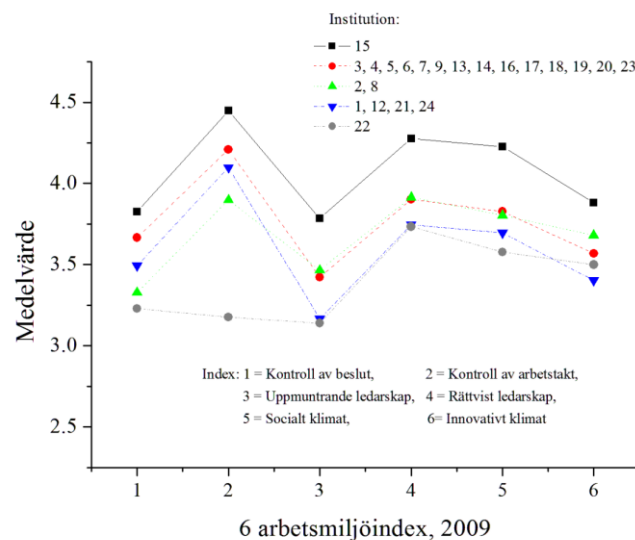 Institution:
15
3, 4, 5, 6, 7, 9, 13, 14, 16, 17, 18, 19, 20, 23
2, 8
1, 12, 21, 24
22
4.5
4.0
3.5
3.0
2.5
Medelvärde
Index: 1 = Kontroll av beslut, 2 = Kontroll av arbetstakt,
3 = Uppmuntrande ledarskap, 4 = Rättvist ledarskap,
5 = Socialt klimat, 6= Innovativt klimat
1 2 3 4 5 6
6 arbetsmiljöindex, 2009